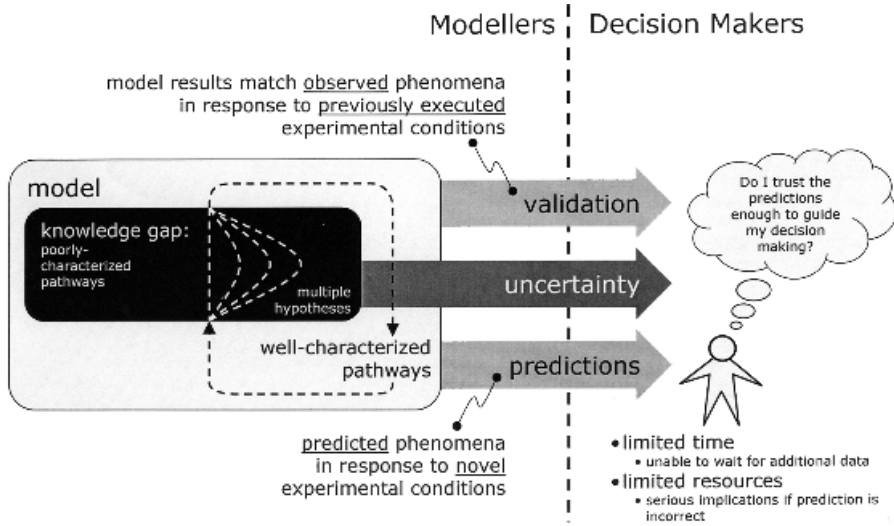 Modellers
Decision Makers
model results match observed phenomena
in response to previously executed
experimental conditions
model
knowledge gap:
poorly-
characterized
pathways
multiple
hypotheses
well-characterized
pathways
validation
uncertainty
predictions
predicted phenomena
in response to novel
experimental conditions
Do I trust the
predictions
enough to guide
my decision
making?
•limited time
•unable to wait for additional data
•limited resources
•serious implications if prediction is
incorrect